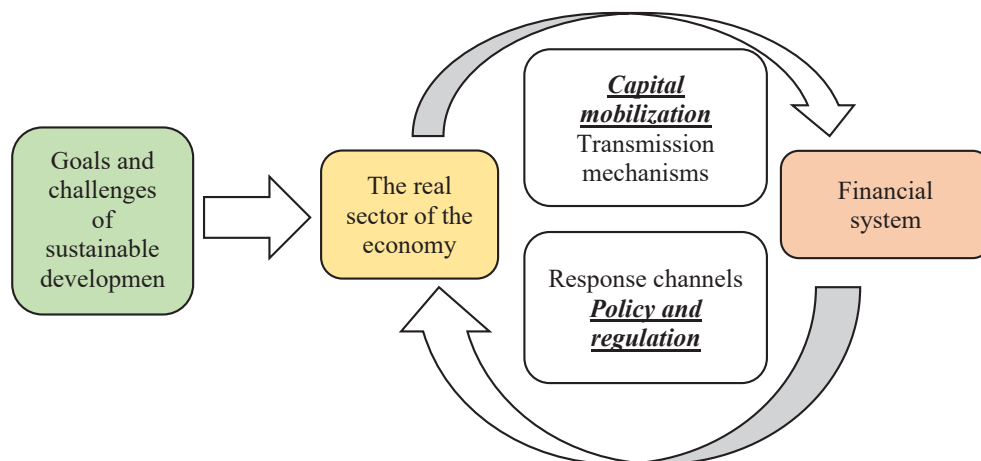 Goals and
challenges
of
sustainable
developmen
The real
sector of the
economy
Capital
mobilization
Transmission
mechanisms
Response channels
Policy and
regulation
Financial
system